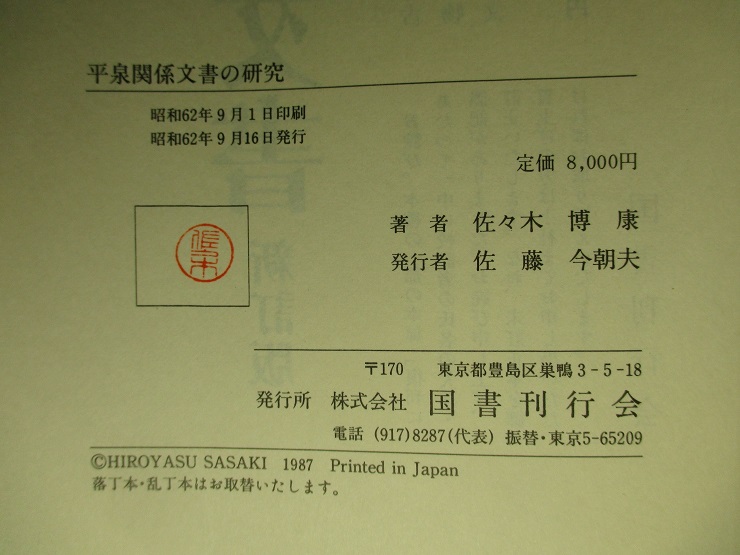 平泉関係文書の研究
昭和62年9月1日印刷
昭和62年9月16日発行
定価 8,000円
著者 佐々木 博 康
発行者 佐 藤 今朝夫
〒170 東京都豊島区巣鴨3-5-18
発行所 株式会社 国書刊行会
電話 (917)8287(代表) 振替・東京5-65209
©HIROYASU SASAKI 1987 Printed in Japan
落丁本・乱丁本はお取替いたします。